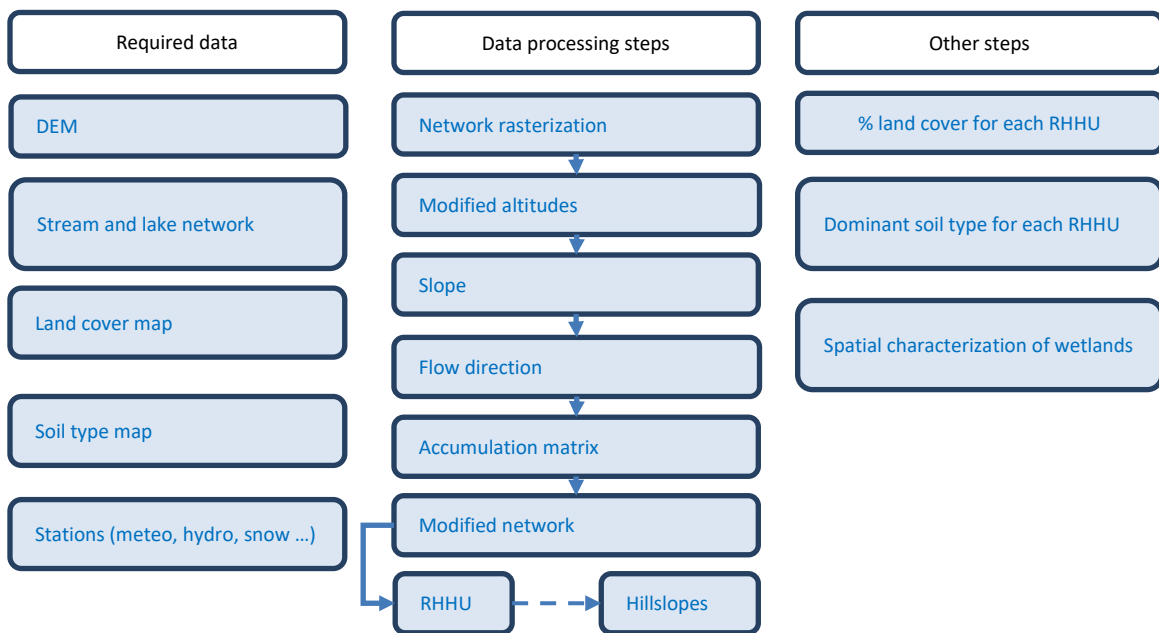 Required data
DEM
Stream and lake network
Land cover map
Soil type map
Stations (meteo, hydro, snow ...)
Data processing steps
Network rasterization
Modified altitudes
Slope
Flow direction
Accumulation matrix
Modified network
RHHU
Hillslopes
Other steps
% land cover for each RHHU
Dominant soil type for each RHHU
Spatial characterization of wetlands